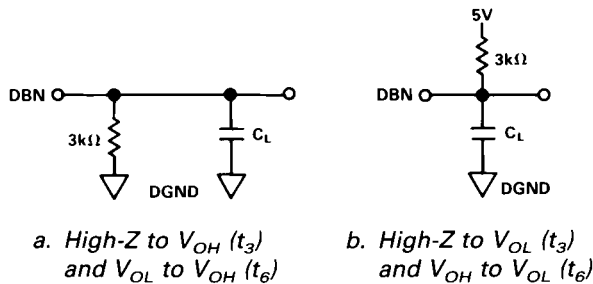 5V
3kΩ
DBN
3kΩ
C_L
DGND
DBN
C_L
DGND
a. High-Z to V_OH (t_3)
and V_OL to V_OH (t_6)
b. High-Z to V_OL (t_3)
and V_OH to V_OL (t_6)